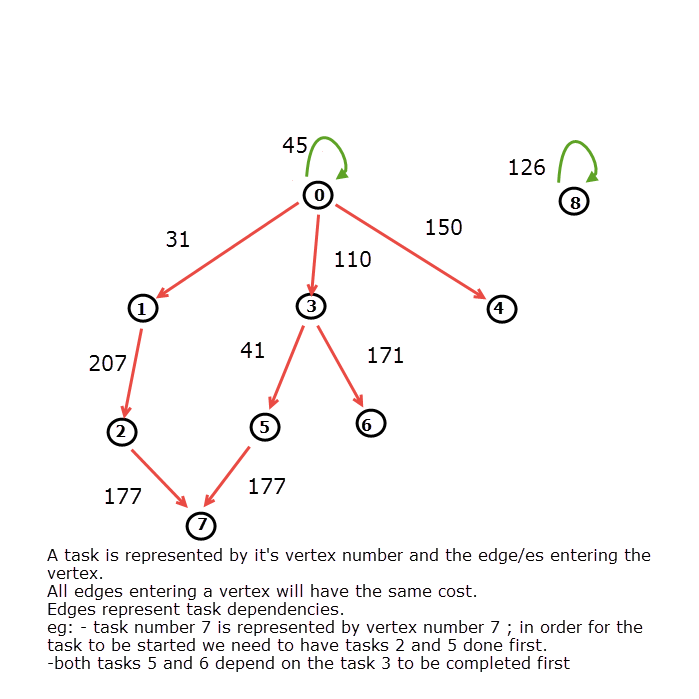 45
126
0
8
31
150
110
1
3
4
207
41
171
2
5
6
177
177
7
A task is represented by it's vertex number and the edge/es entering the
vertex.
All edges entering a vertex will have the same cost.
Edges represent task dependencies.
eg: - task number 7 is represented by vertex number 7 ; in order for the
task to be started we need to have tasks 2 and 5 done first.
-both tasks 5 and 6 depend on the task 3 to be completed first